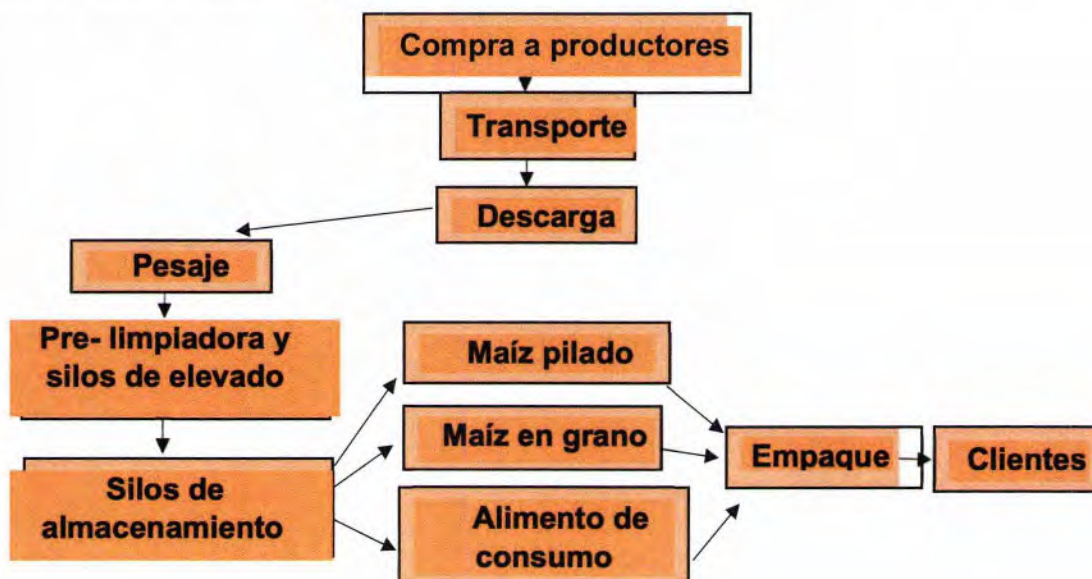 Compra a productores
Transporte
Descarga
Pesaje
Pre- limpiadora y
silos de elevado
Silos de
almacenamiento
Maíz pilado
Maíz en grano
Alimento de
consumo
Empaque
Clientes